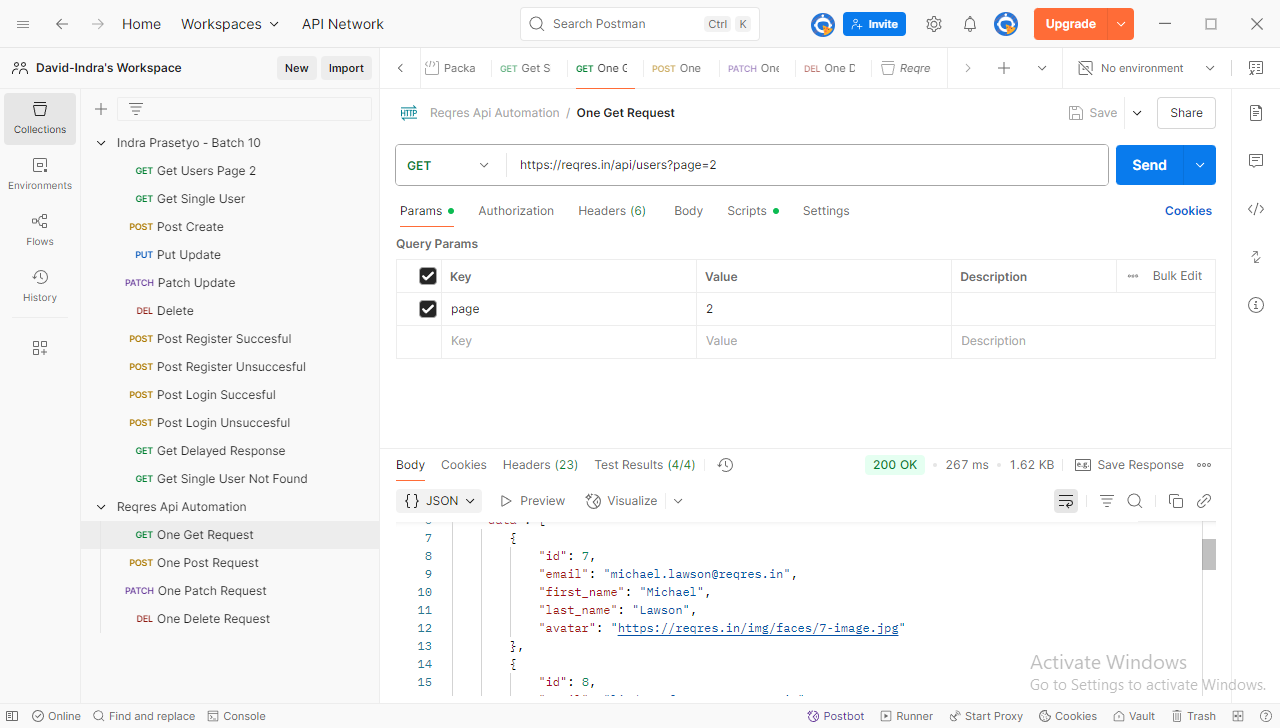 Home Workspaces API Network Search Postman Ctrl K Invite Upgrade
David-Indra's Workspace New Import Packa GET Get S GET One G POST One PATCH One DEL One D Reqre No environment
Collections
Environments
Flows
History
Indra Prasetyo - Batch 10
GET Get Users Page 2
GET Get Single User
POST Post Create
PUT Put Update
PATCH Patch Update
DEL Delete
POST Post Register Succesful
POST Post Register Unsuccesful
POST Post Login Succesful
POST Post Login Unsuccesful
GET Get Delayed Response
GET Get Single User Not Found
Reqres Api Automation
GET One Get Request
POST One Post Request
PATCH One Patch Request
DEL One Delete Request
HTTP Reqres Api Automation / One Get Request Save Share
GET https://reqres.in/api/users?page=2 Send
Params Authorization Headers (6) Body Scripts Settings Cookies
Query Params
Key Value Description Bulk Edit
page 2
Key Value Description
Body Cookies Headers (23) Test Results (4/4) 200 OK 267 ms 1.62 KB e.g. Save Response
{} JSON Preview Visualize
7 {
8 "id": 7,
9 "email": "michael.lawson@reqres.in",
10 "first_name": "Michael",
11 "last_name": "Lawson",
12 "avatar": "https://reqres.in/img/faces/7-image.jpg"
13 },
14 {
15 "id": 8,
Activate Windows
Go to Settings to activate Windows.
Online Find and replace Console Postbot Runner Start Proxy Cookies Vault Trash